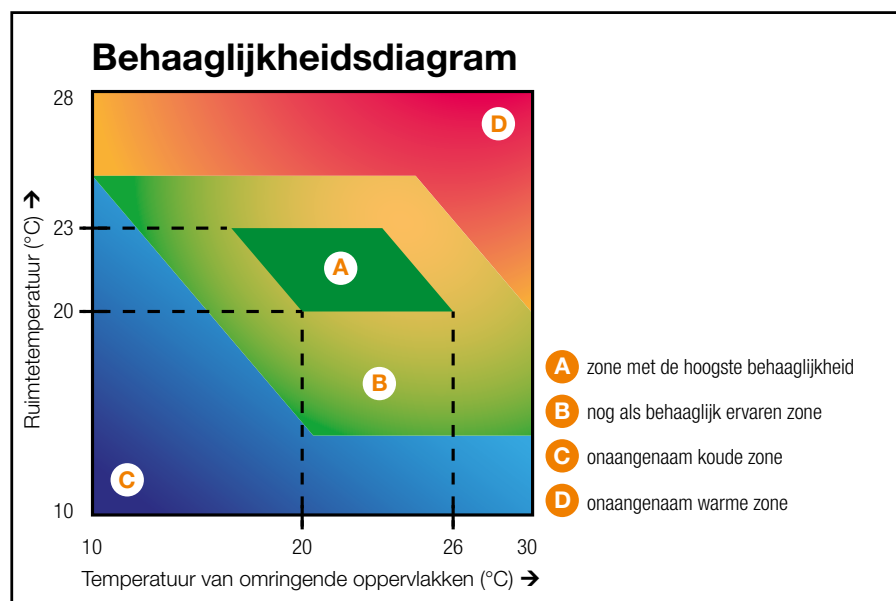 Behaaglijkheidsdiagram
28
D
Ruimtetemperatuur (°C) →
23
A
20
B
C
10
10 20 26 30
Temperatuur van omringende oppervlakken (°C) →
A zone met de hoogste behaaglijkheid
B nog als behaaglijk ervaren zone
C onaangenaam koude zone
D onaangenaam warme zone